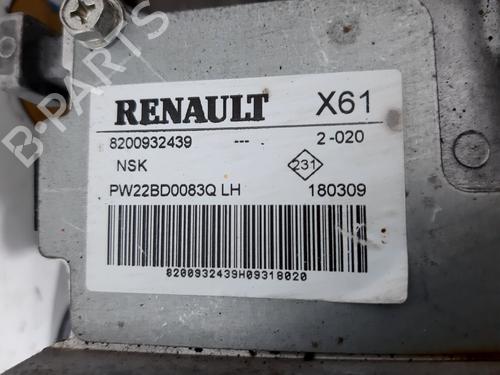 RENAULT X61
8200932439 --- 2-020
NSK 231
PW22BD0083Q LH 180309
8200932439H09318020
B-PARTS